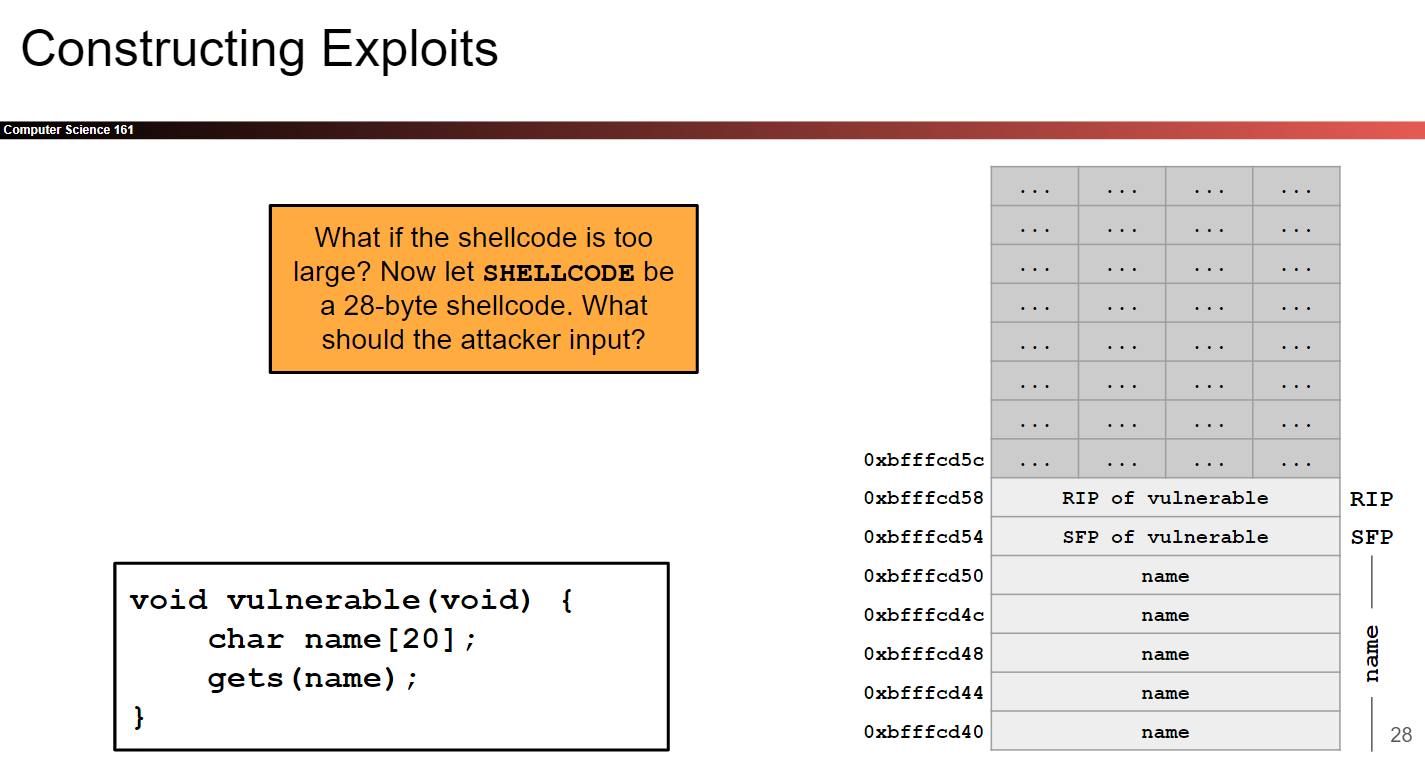 Constructing Exploits
Computer Science 161
What if the shellcode is too
large? Now let SHELLCODE be
a 28-byte shellcode. What
should the attacker input?
void vulnerable(void) {
    char name[20];
    gets(name);
}
... ... ... ...
... ... ... ...
... ... ... ...
... ... ... ...
... ... ... ...
... ... ... ...
... ... ... ...
0xbfffcd5c ... ... ... ...
0xbfffcd58 RIP of vulnerable RIP
0xbfffcd54 SFP of vulnerable SFP
0xbfffcd50 name
0xbfffcd4c name
0xbfffcd48 name
0xbfffcd44 name
0xbfffcd40 name
name
28